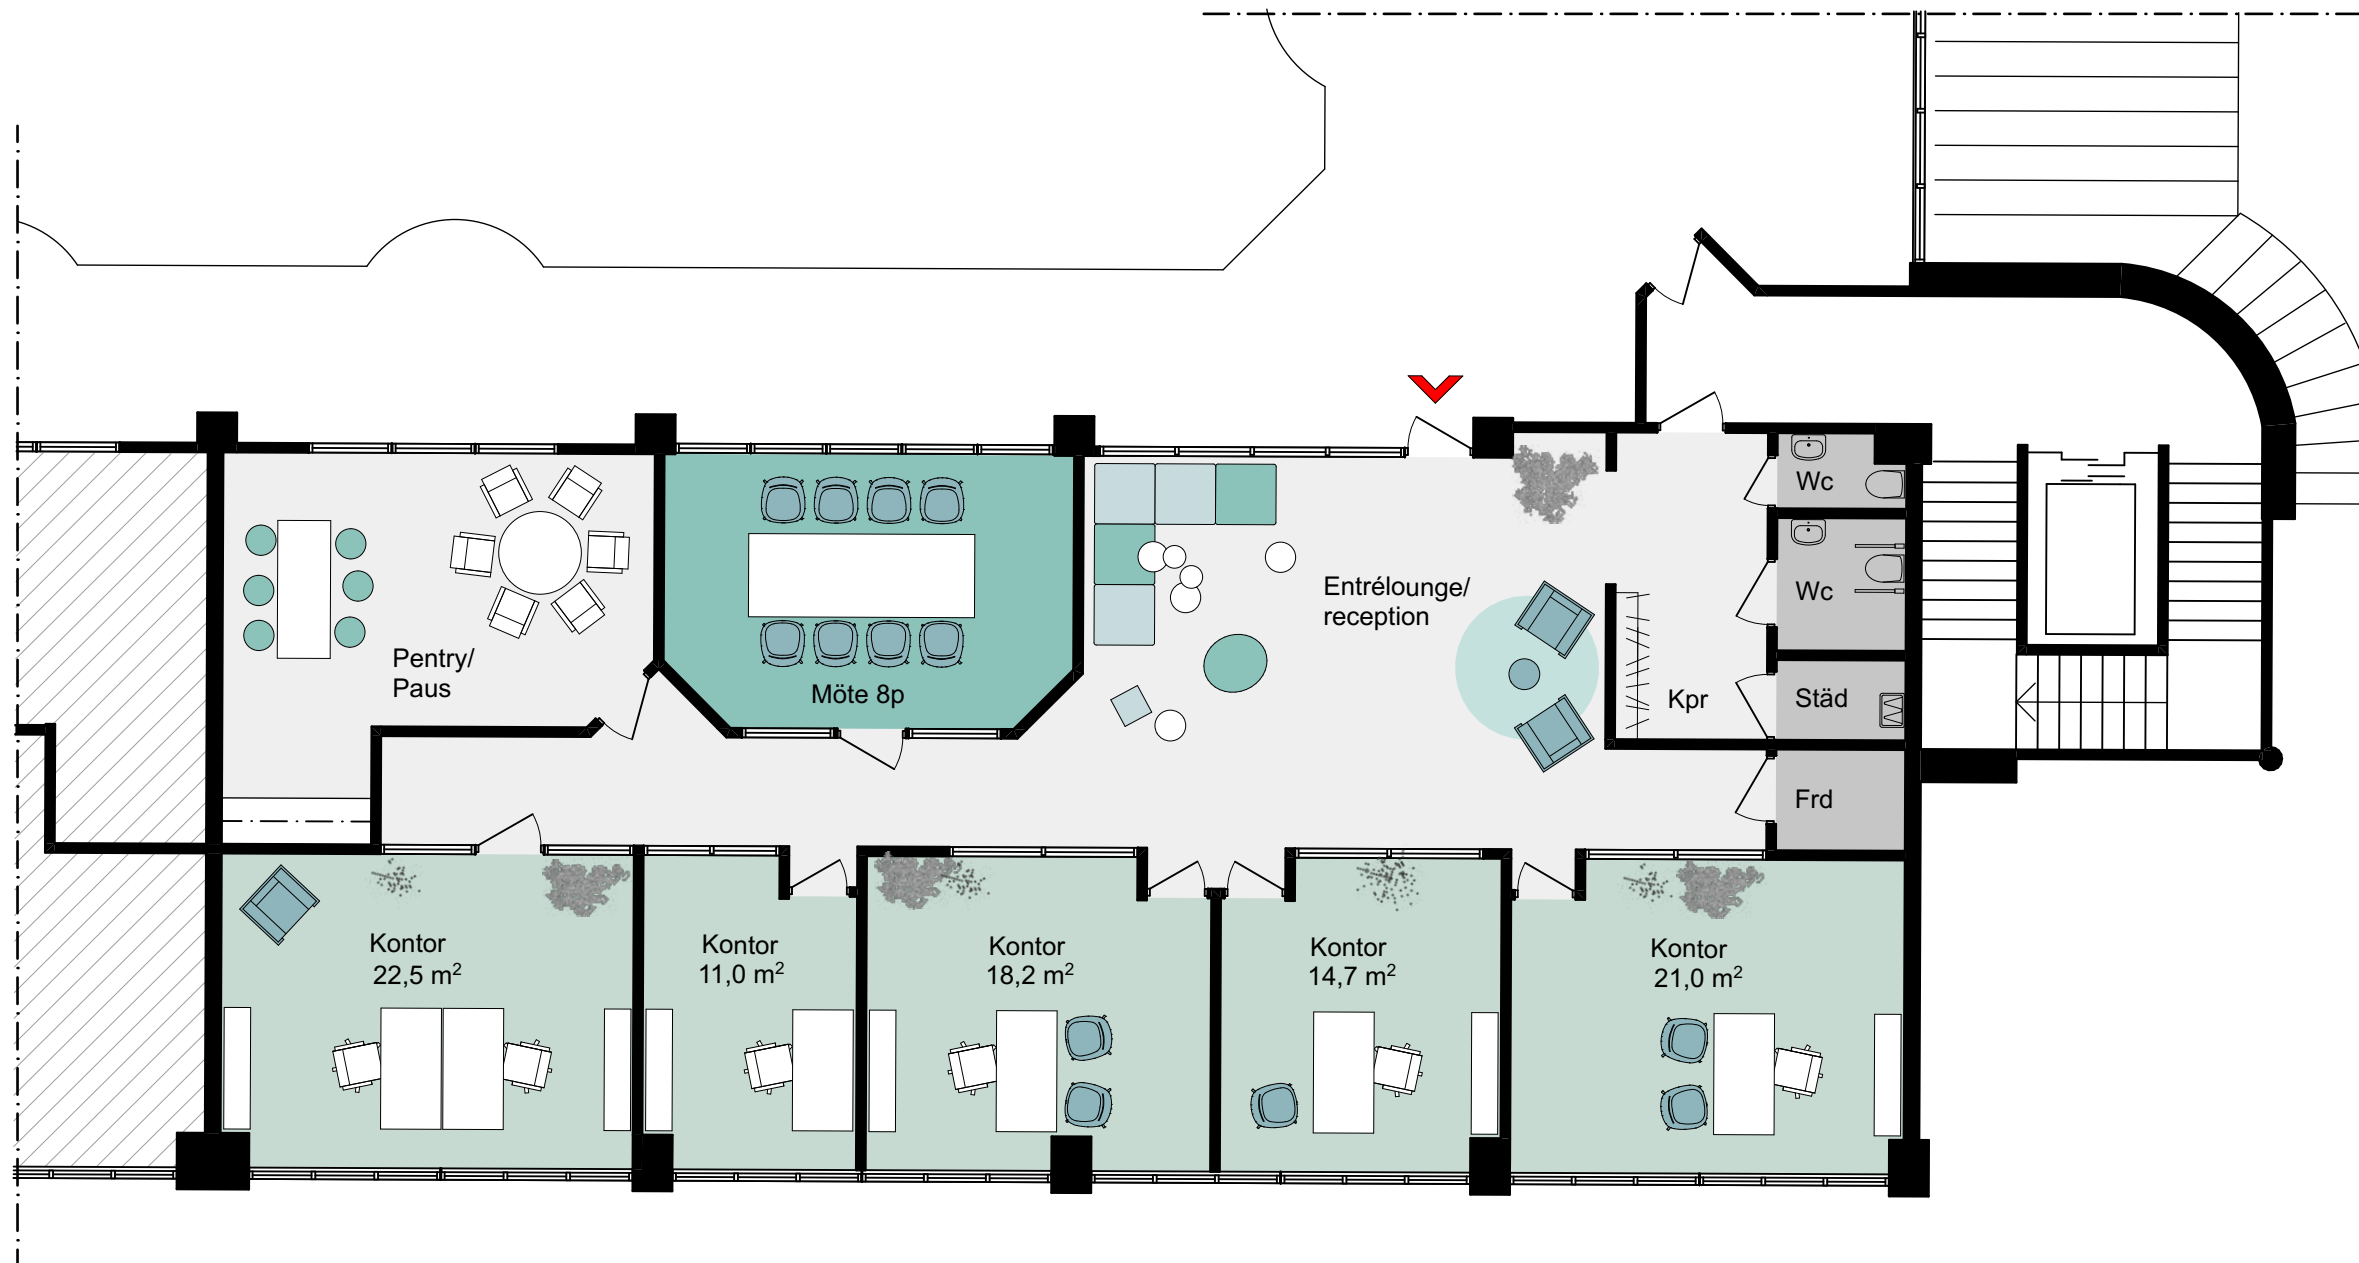 Wc
Wc
Entrélounge/
reception
Pentry/
Paus
Möte 8p
Kpr
Städ
Frd
Kontor
22,5 m²
Kontor
11,0 m²
Kontor
18,2 m²
Kontor
14,7 m²
Kontor
21,0 m²